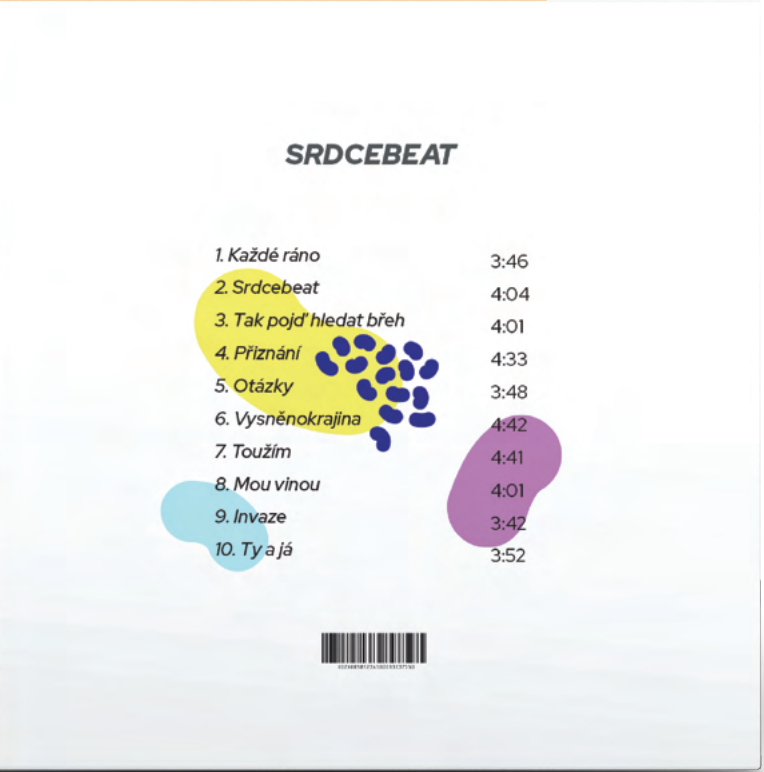 SRDCEBEAT
1. Každé ráno 3:46
2. Srdcebeat 4:04
3. Tak pojď hledat břeh 4:01
4. Přiznání 4:33
5. Otázky 3:48
6. Vysněnokrajina 4:42
7. Toužím 4:41
8. Mou vinou 4:01
9. Invaze 3:42
10. Ty a já 3:52